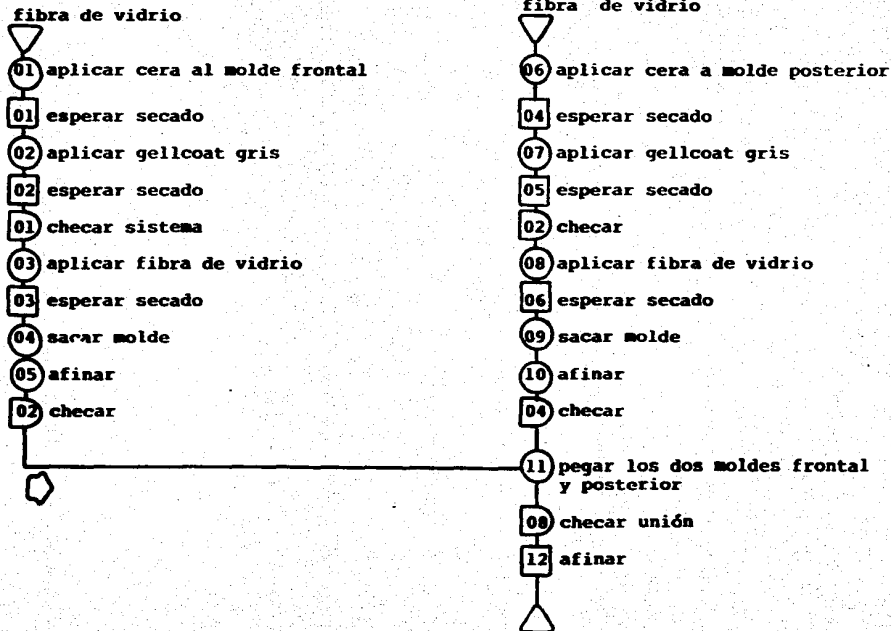 fibra de vidrio
01 aplicar cera al molde frontal
01 esperar secado
02 aplicar gellcoat gris
02 esperar secado
01 checar sistema
03 aplicar fibra de vidrio
03 esperar secado
04 sacar molde
05 afinar
02 checar
fibra de vidrio
06 aplicar cera a molde posterior
04 esperar secado
07 aplicar gellcoat gris
05 esperar secado
02 checar
08 aplicar fibra de vidrio
06 esperar secado
09 sacar molde
10 afinar
04 checar
11 pegar los dos moldes frontal
y posterior
08 checar unión
12 afinar